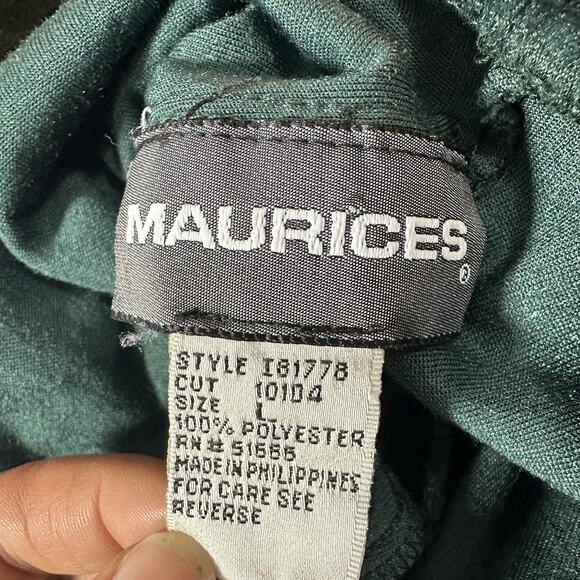 MAURICES®
STYLE I81778
CUT 10104
SIZE L
100% POLYESTER
RN# 51555
MADE IN PHILIPPINES
FOR CARE SEE
REVERSE